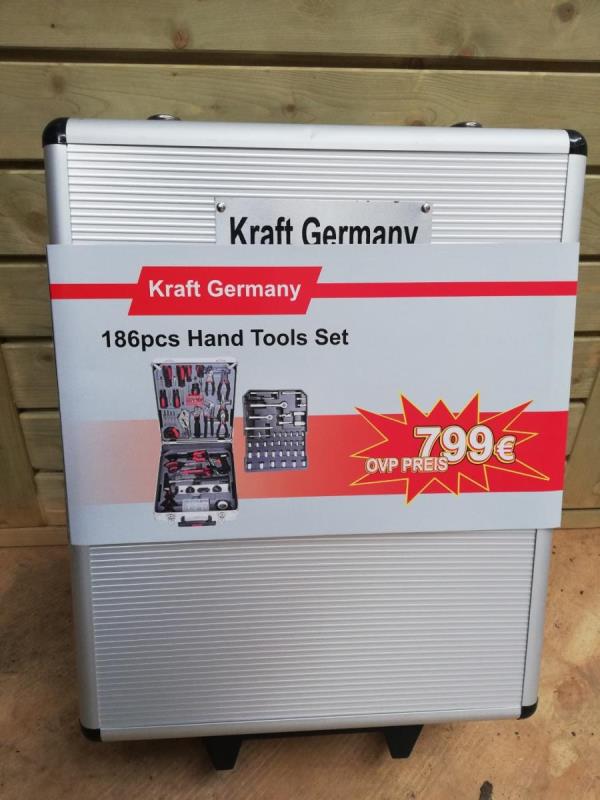 Kraft Germany
Kraft Germany
186pcs Hand Tools Set
799€
OVP PREIS